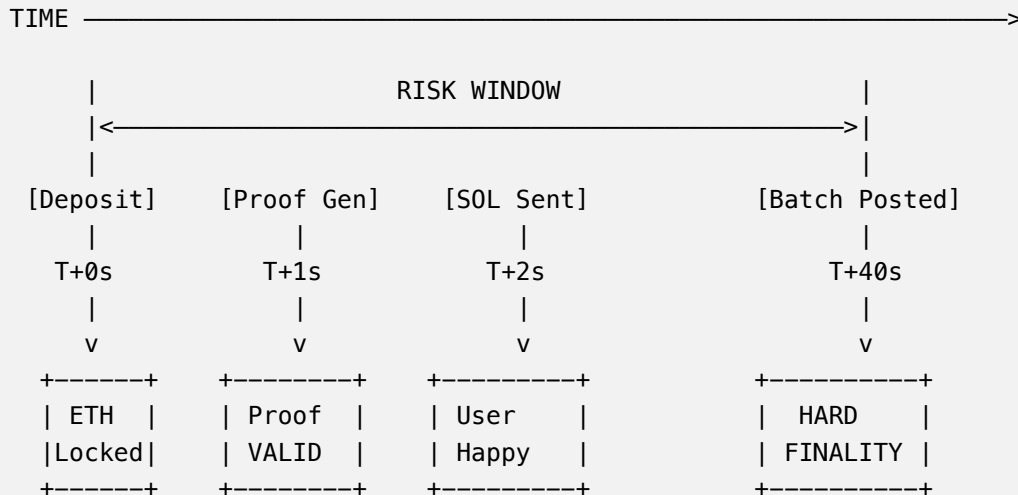 TIME ──────────────────────────────────────────────────────────────>
|                        RISK WINDOW                        |
|<─────────────────────────────────────────────────>|
|                                                   |
[Deposit]    [Proof Gen]    [SOL Sent]           [Batch Posted]
|             |              |                      |
T+0s          T+1s           T+2s                   T+40s
|             |              |                      |
v             v              v                      v
+------+    +--------+    +---------+           +----------+
| ETH  |    | Proof  |    | User    |           |  HARD    |
|Locked|    | VALID  |    | Happy   |           | FINALITY |
+------+    +--------+    +---------+           +----------+